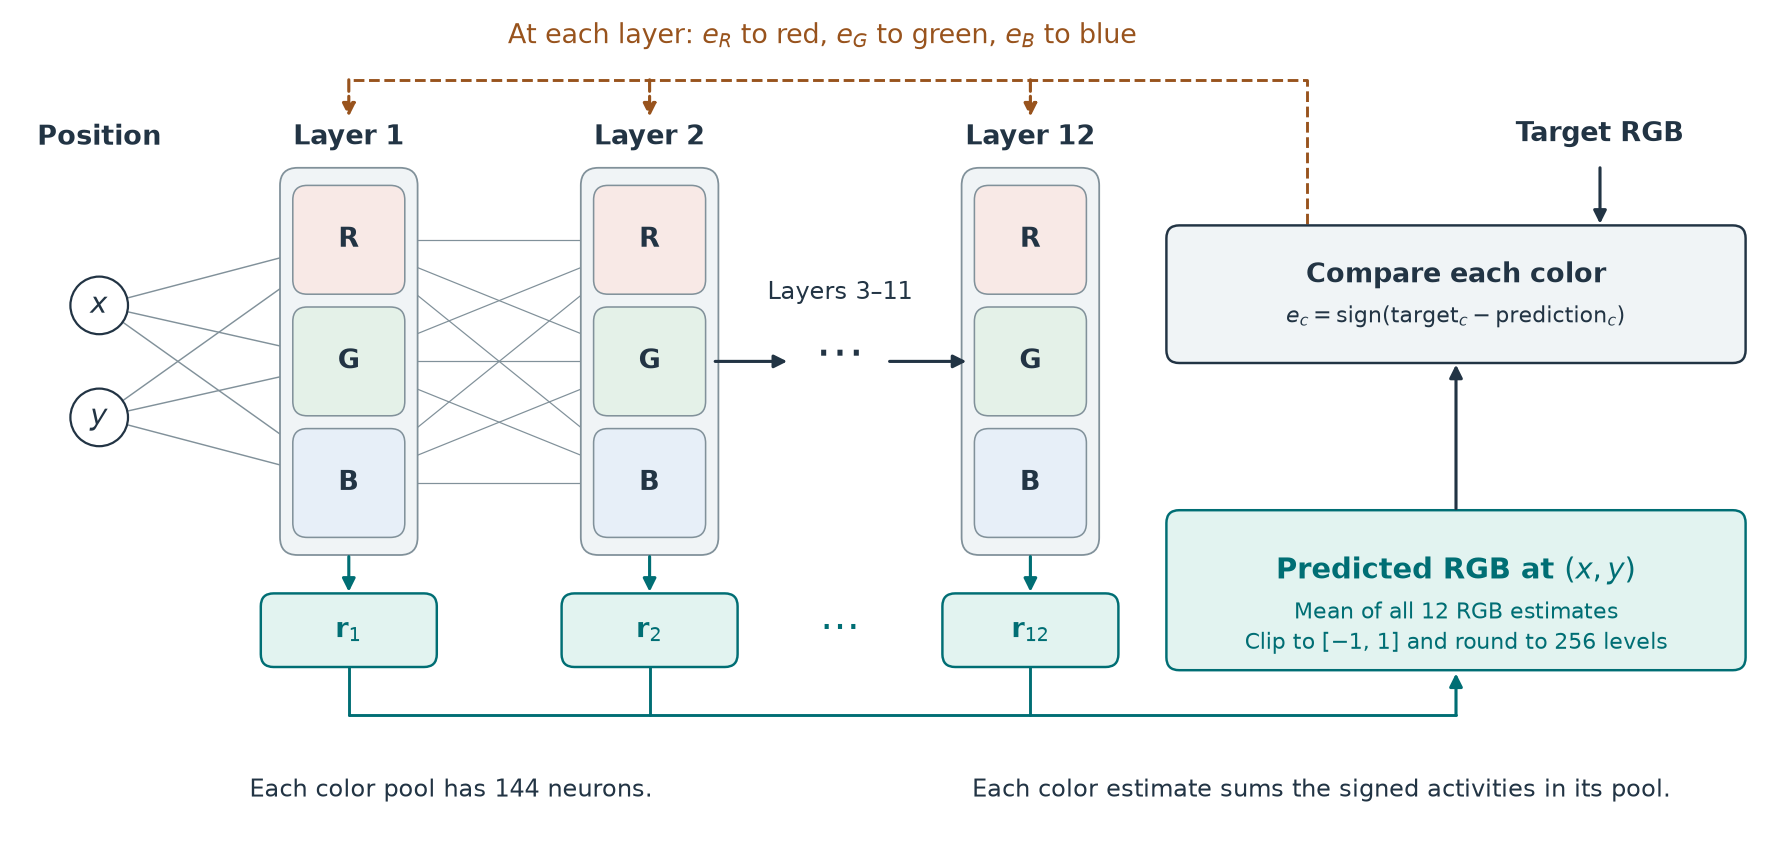 At each layer: e_R to red, e_G to green, e_B to blue
Position
Layer 1
Layer 2
Layer 12
Target RGB
R
R
R
x
G
G
Layers 3–11
⋯
G
y
B
B
B
Compare each color
e_c = sign(target_c − prediction_c)
r_1
r_2
⋯
r_12
Predicted RGB at (x, y)
Mean of all 12 RGB estimates
Clip to [−1, 1] and round to 256 levels
Each color pool has 144 neurons.
Each color estimate sums the signed activities in its pool.